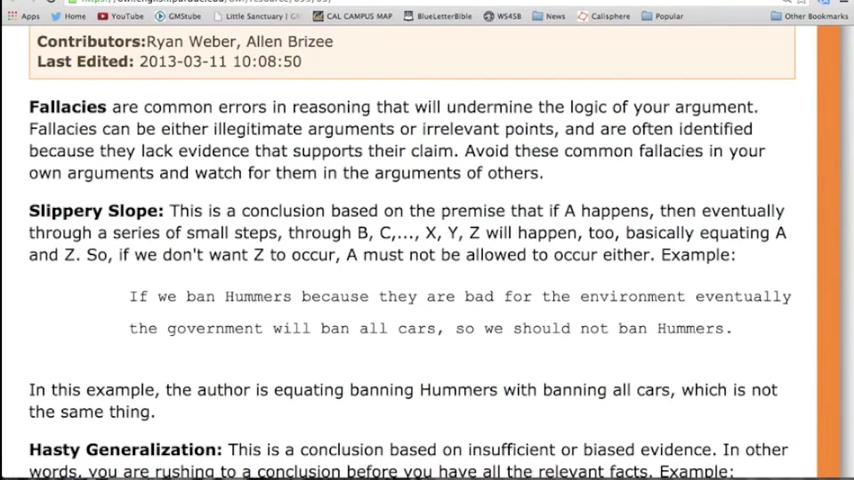 Apps Twitter Home YouTube GMStube Little Sanctuary CAL CAMPUS MAP BlueLetterBible WS4SB News Calisphere Popular Other Bookmarks
Contributors:Ryan Weber, Allen Brizee
Last Edited: 2013-03-11 10:08:50
Fallacies are common errors in reasoning that will undermine the logic of your argument.
Fallacies can be either illegitimate arguments or irrelevant points, and are often identified
because they lack evidence that supports their claim. Avoid these common fallacies in your
own arguments and watch for them in the arguments of others.
Slippery Slope: This is a conclusion based on the premise that if A happens, then eventually
through a series of small steps, through B, C,..., X, Y, Z will happen, too, basically equating A
and Z. So, if we don't want Z to occur, A must not be allowed to occur either. Example:
If we ban Hummers because they are bad for the environment eventually
the government will ban all cars, so we should not ban Hummers.
In this example, the author is equating banning Hummers with banning all cars, which is not
the same thing.
Hasty Generalization: This is a conclusion based on insufficient or biased evidence. In other
words, you are rushing to a conclusion before you have all the relevant facts. Example: